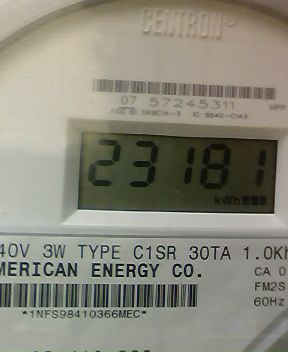 CENTRON®
07 57245311
23181
kWh
40V 3W TYPE C1SR 30TA 1.0Kh
MERICAN ENERGY CO.
CA 0
FM2S
60Hz
*1NFS98410366MEC*